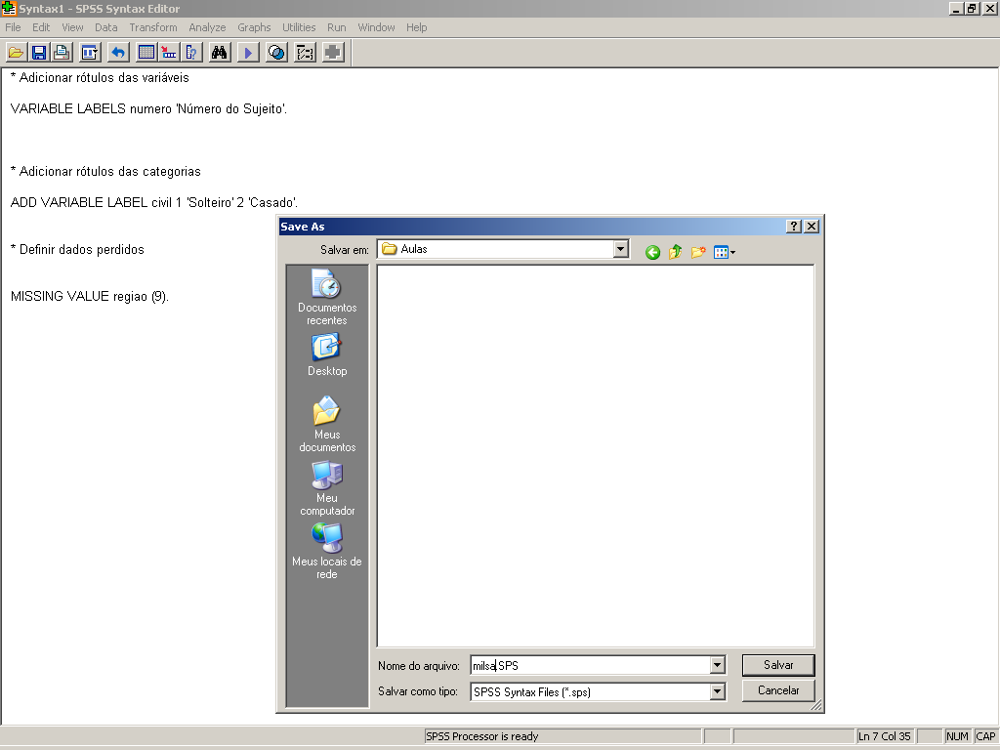 Syntax1 - SPSS Syntax Editor
File Edit View Data Transform Analyze Graphs Utilities Run Window Help
* Adicionar rótulos das variáveis
VARIABLE LABELS numero 'Número do Sujeito'.
* Adicionar rótulos das categorias
ADD VARIABLE LABEL civil 1 'Solteiro' 2 'Casado'.
* Definir dados perdidos
MISSING VALUE regiao (9).
Save As
Salvar em: Aulas
Documentos
recentes
Desktop
Meus
documentos
Meu
computador
Meus locais de
rede
Nome do arquivo: milsa.SPS
Salvar
Salvar como tipo: SPSS Syntax Files (*.sps)
Cancelar
SPSS Processor is ready Ln 7 Col 35 NUM CAP